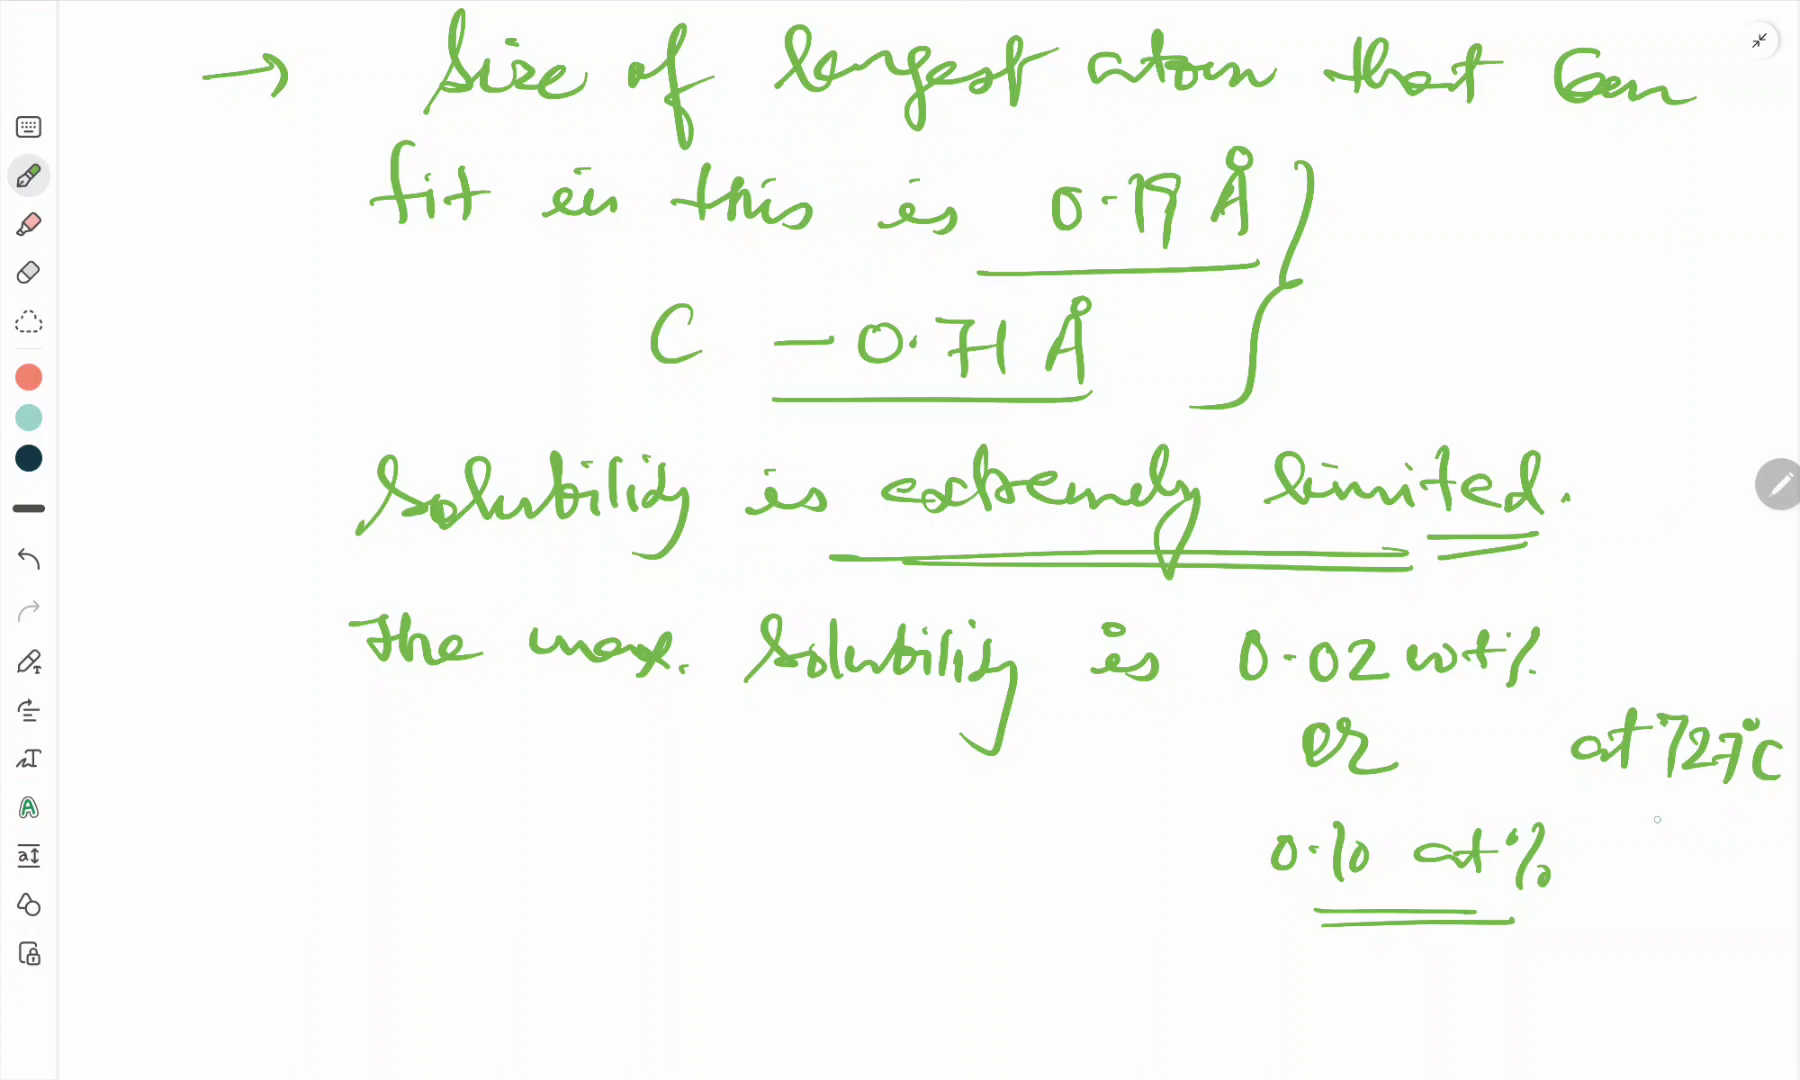 → Size of largest atom that can
fit in this is 0.19 Å
C - 0.71 Å
Solubility is extremely limited.
The max. Solubility is 0.02 wt%
or at 727°C
0.10 at%